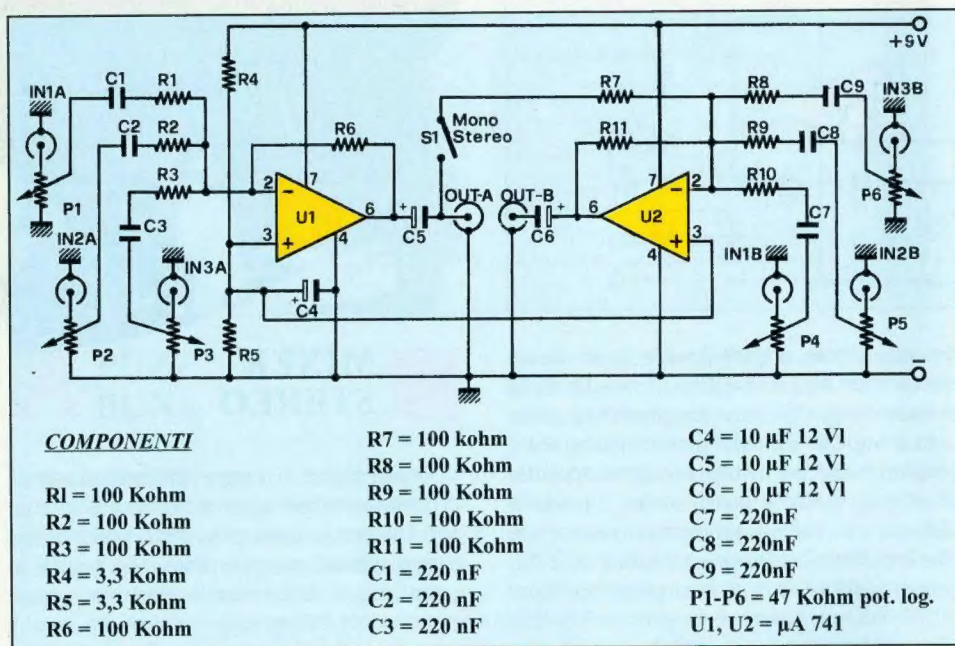 +9V
C1 R1
IN1A
C2 R2
R3
P1
C3
IN2A
IN3A
P2
P3
R4
R6
2
7
-
U1
6
3
+
4
+
C4
R5
+
C5
S1
Mono
Stereo
OUT-A
OUT-B
+
C6
R7
R11
7
2
-
U2
6
3
+
4
R8
C9
IN3B
R9
C8
R10
P6
C7
IN1B
IN2B
P4
P5
COMPONENTI
Rl = 100 Kohm
R2 = 100 Kohm
R3 = 100 Kohm
R4 = 3,3 Kohm
R5 = 3,3 Kohm
R6 = 100 Kohm
R7 = 100 kohm
R8 = 100 Kohm
R9 = 100 Kohm
R10 = 100 Kohm
R11 = 100 Kohm
C1 = 220 nF
C2 = 220 nF
C3 = 220 nF
C4 = 10 µF 12 Vl
C5 = 10 µF 12 Vl
C6 = 10 µF 12 Vl
C7 = 220nF
C8 = 220nF
C9 = 220nF
P1-P6 = 47 Kohm pot. log.
U1, U2 = µA 741